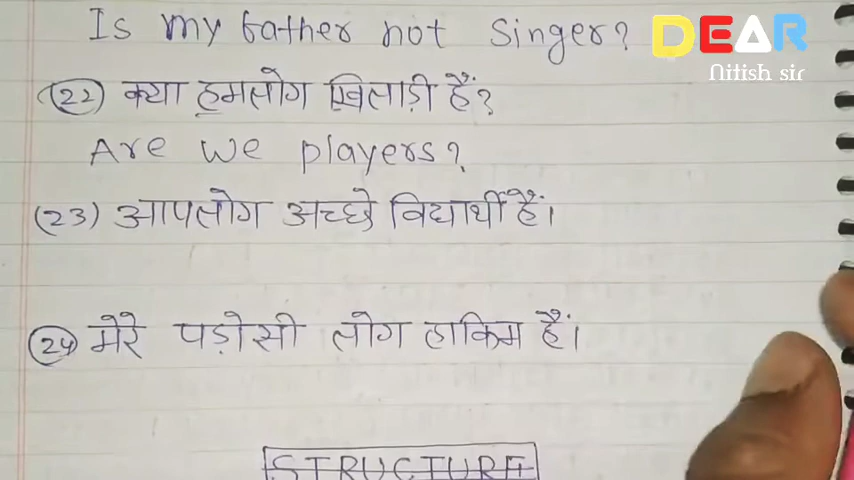 Is my father not singer?
DEAR
Nitish sir
(22) क्या हमलोग खिलाड़ी हैं?
Are we players?
(23) आपलोग अच्छे विद्यार्थी हैं।
(24) मेरे पड़ोसी लोग हाकिम हैं।
STRUCTURE